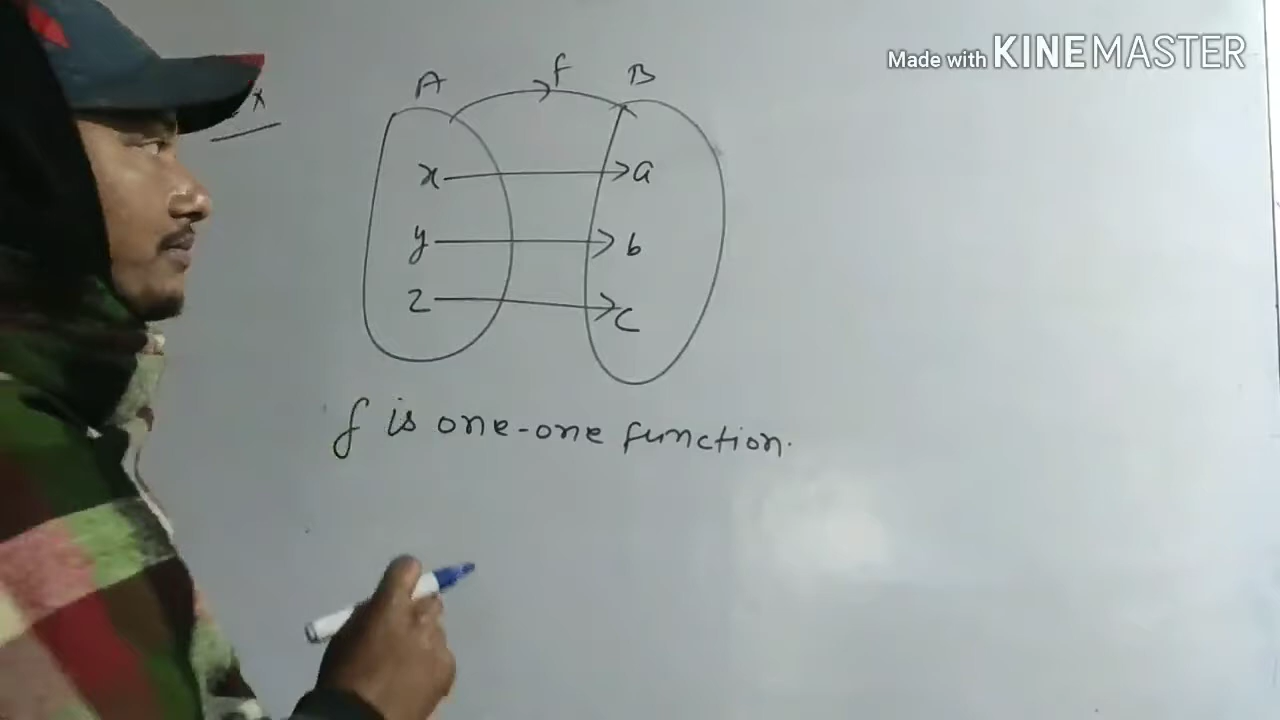 Made with KINEMASTER
A f B
x a
y b
z c
f is one-one function.